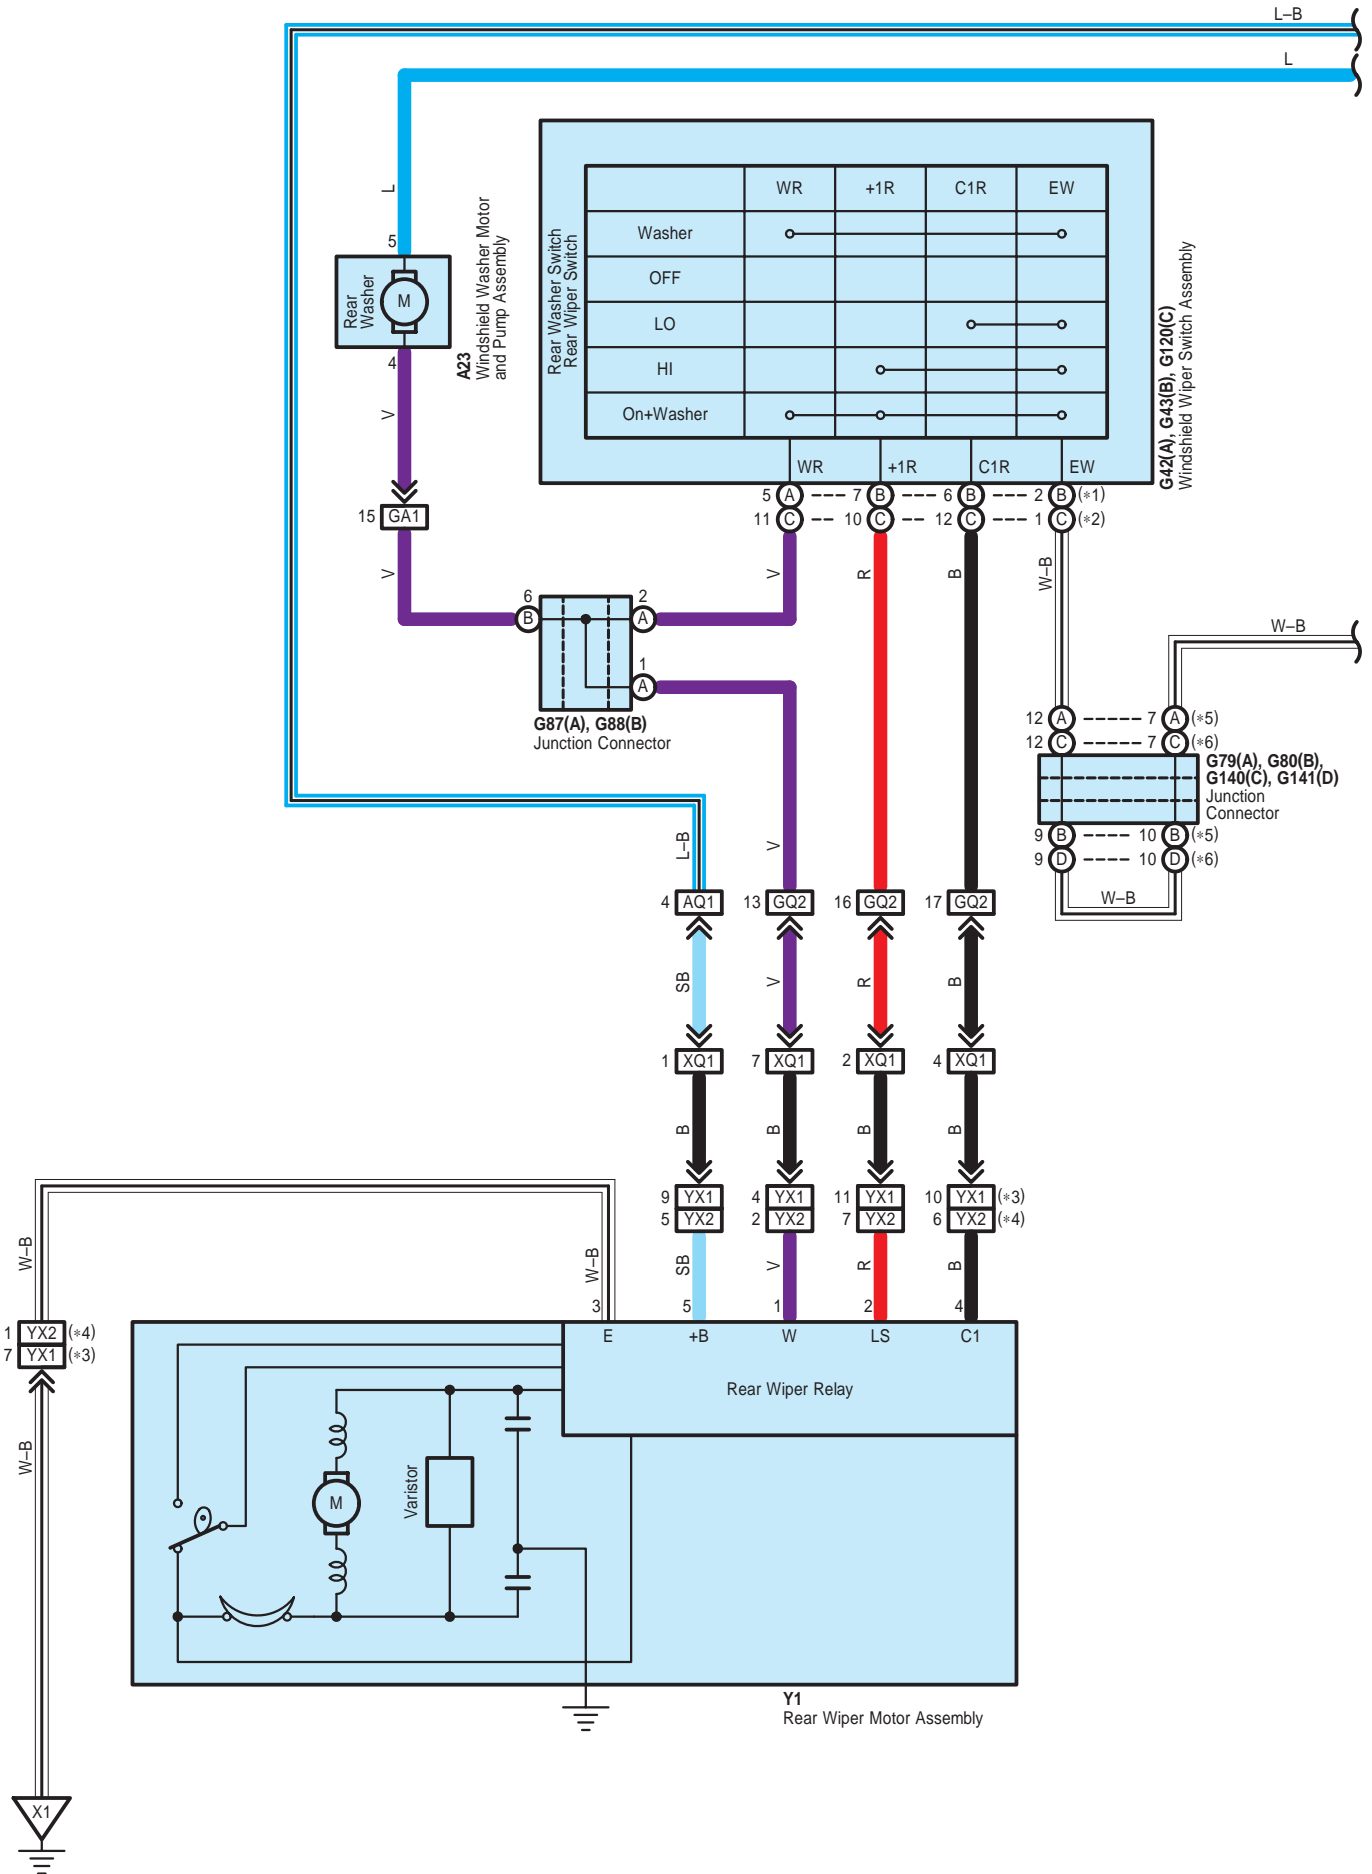 L–B
L
L
5
Rear
Washer
M
4
A23
Windshield Washer Motor
and Pump Assembly
V
15 GA1
V
Rear Washer Switch
Rear Wiper Switch
WR +1R C1R EW
Washer
OFF
LO
HI
On+Washer
WR +1R C1R EW
5 A 7 B 6 B 2 B (*1)
11 C 10 C 12 C 1 C (*2)
G42(A), G43(B), G120(C)
Windshield Wiper Switch Assembly
V R B W–B
6 B 2 A
1 A
G87(A), G88(B)
Junction Connector
W–B
12 A 7 A (*5)
12 C 7 C (*6)
G79(A), G80(B),
G140(C), G141(D)
Junction
Connector
9 B 10 B (*5)
9 D 10 D (*6)
W–B
L–B V
4 AQ1 13 GQ2 16 GQ2 17 GQ2
SB V R B
1 XQ1 7 XQ1 2 XQ1 4 XQ1
B B B B
9 YX1 4 YX1 11 YX1 10 YX1 (*3)
5 YX2 2 YX2 7 YX2 6 YX2 (*4)
W–B W–B SB V R B
3 5 1 2 4
E +B W LS C1
1 YX2 (*4)
7 YX1 (*3)
Rear Wiper Relay
W–B
M
Varistor
Y1
Rear Wiper Motor Assembly
X1